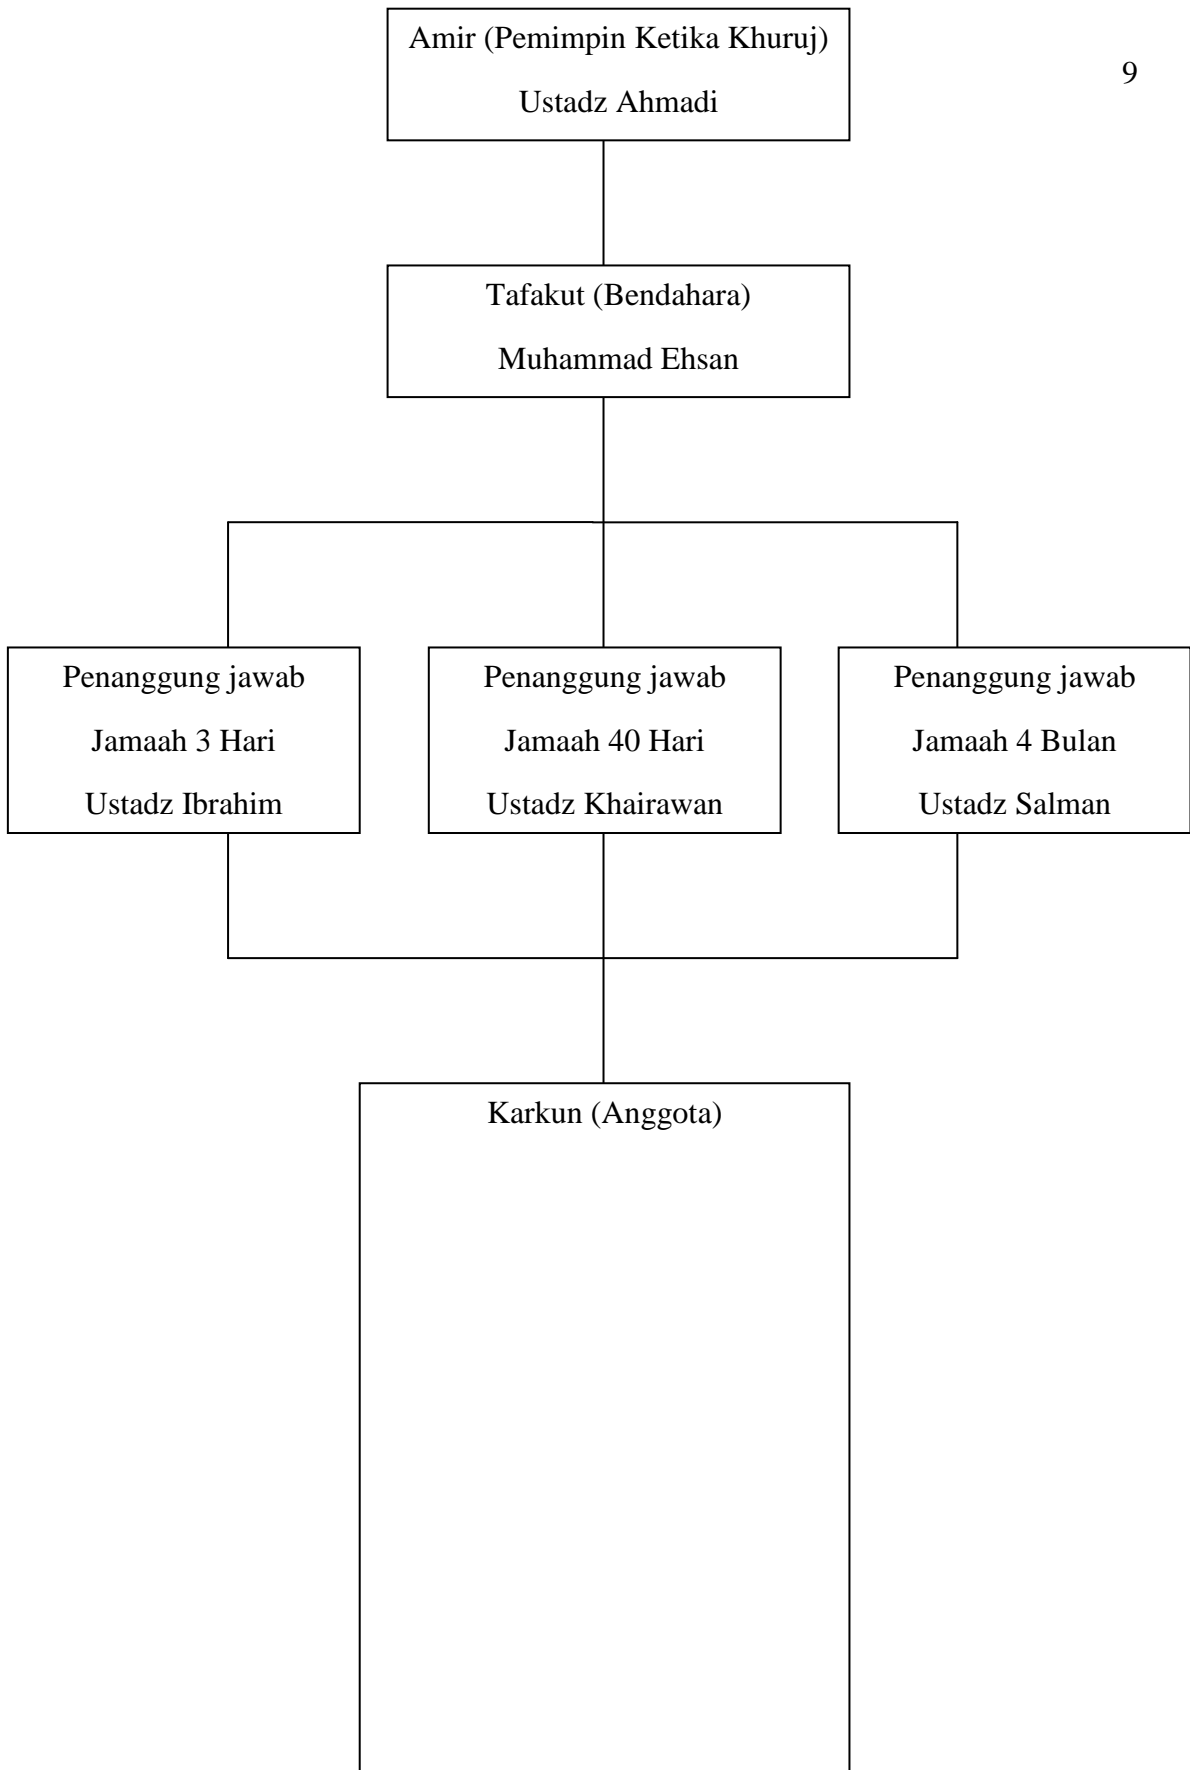 9
Amir (Pemimpin Ketika Khuruj)
Ustadz Ahmadi
Tafakut (Bendahara)
Muhammad Ehsan
Penanggung jawab
Jamaah 3 Hari
Ustadz Ibrahim
Penanggung jawab
Jamaah 40 Hari
Ustadz Khairawan
Penanggung jawab
Jamaah 4 Bulan
Ustadz Salman
Karkun (Anggota)